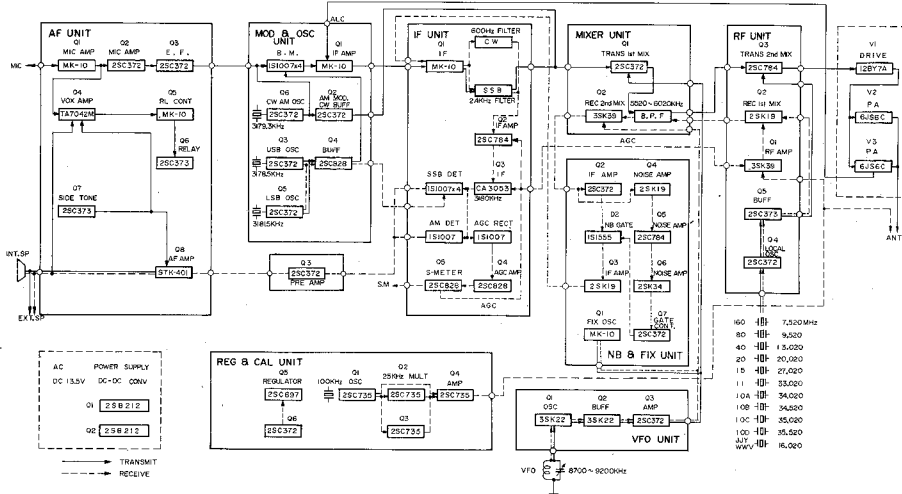 AF UNIT
Q1
MIC AMP
MK-10
Q2
MIC AMP
2SC372
Q3
E. F.
2SC372
MIC
Q4
VOX AMP
TA7042M
Q5
RL CONT
MK-10
Q6
RELAY
2SC373
Q7
SIDE TONE
2SC373
Q8
AF AMP
STK-401
INT.SP
EXT.SP
MOD & OSC
UNIT
ALC
B. M.
1S1007x4
Q1
IF AMP
MK-10
Q6
CW AM OSC
2SC372
3179.3KHz
Q2
AM MOD.
CW BUFF
2SC372
Q3
USB OSC
2SC372
3178.5KHz
Q4
BUFF
2SC828
Q5
LSB OSC
2SC372
3181.5KHz
Q3
2SC372
PRE AMP
IF UNIT
Q1
IF
MK-10
600Hz FILTER
CW
SSB
2.4KHz FILTER
Q2
IF AMP
2SC784
Q3
IF
CA3053
3180KHz
SSB DET
1S1007x4
AM DET
1S1007
AGC RECT
1S1007
Q5
S-METER
2SC828
Q4
AGC AMP
2SC828
S.M
AGC
MIXER UNIT
Q1
TRANS 1st MIX
2SC372
Q2
REC 2nd MIX
3SK39
5520~6020KHz
B. P. F
AGC
Q2
IF AMP
2SC372
Q4
NOISE AMP
2SK19
D2
NB GATE
1S1555
Q5
NOISE AMP
2SC784
Q3
IF AMP
2SK19
Q6
NOISE AMP
2SK34
Q1
FIX OSC
MK-10
Q7
GATE
CONT.
2SC372
NB & FIX UNIT
RF UNIT
Q3
TRANS 2nd MIX
2SC784
Q2
REC 1st MIX
2SK19
Q1
RF AMP
3SK39
Q5
BUFF
2SC373
Q4
LOCAL
OSC
2SC372
V1
DRIVE
12BY7A
V2
P A
6JS6C
V3
P A
6JS6C
ANT
160 7,520MHz
80 9,520
40 13,020
20 20,020
15 27,020
11 33,020
10A 34,020
10B 34,520
10C 35,020
10D 35,520
JJY
WWV 16,020
AC POWER SUPPLY
DC 13.5V DC-DC CONV
Q1 2SB212
Q2 2SB212
TRANSMIT
RECEIVE
REG & CAL UNIT
Q5
REGULATOR
2SC697
Q6
2SC372
100KHz
Q1
OSC
2SC735
Q2
25KHz MULT
2SC735
Q3
2SC735
Q4
AMP
2SC735
Q1
OSC
3SK22
Q2
BUFF
3SK22
Q3
AMP
2SC372
VFO UNIT
VFO
8700~9200KHz